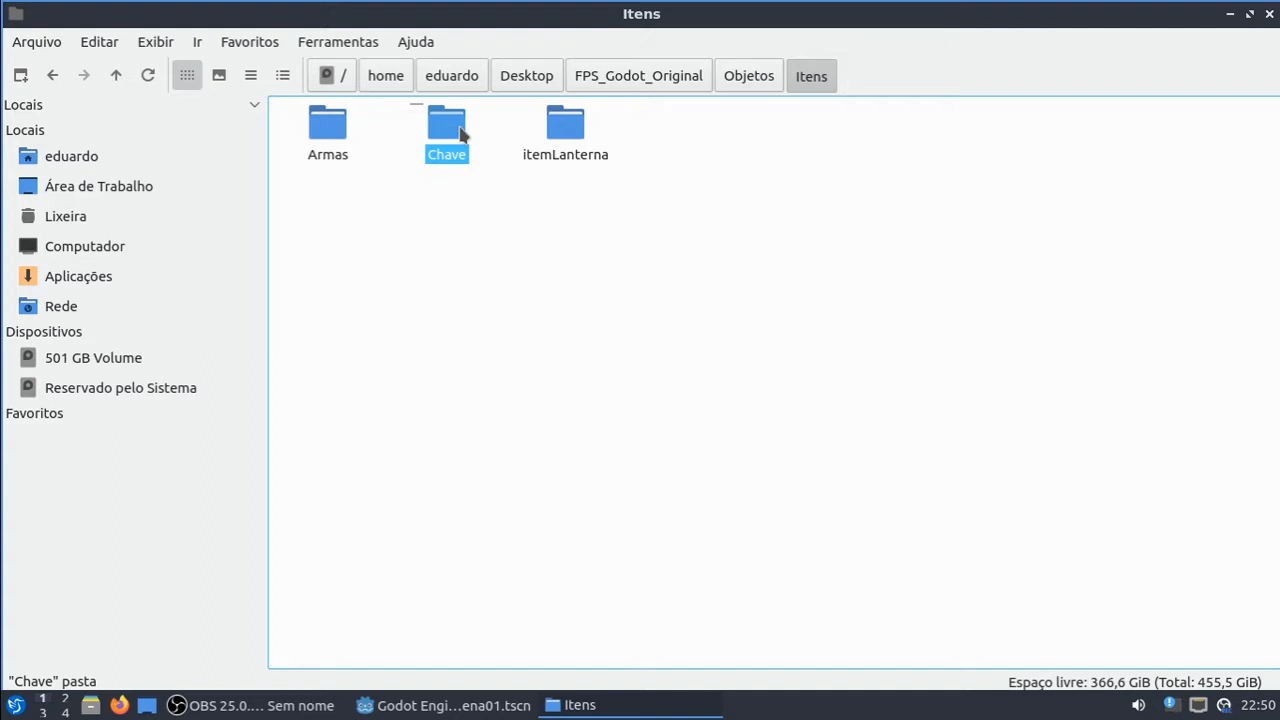 Itens
Arquivo Editar Exibir Ir Favoritos Ferramentas Ajuda
/ home eduardo Desktop FPS_Godot_Original Objetos Itens
Locais
Locais
eduardo
Área de Trabalho
Lixeira
Computador
Aplicações
Rede
Dispositivos
501 GB Volume
Reservado pelo Sistema
Favoritos
Armas Chave itemLanterna
"Chave" pasta
Espaço livre: 366,6 GiB (Total: 455,5 GiB)
1 2
3 4
OBS 25.0.... Sem nome Godot Engi...ena01.tscn Itens 22:50